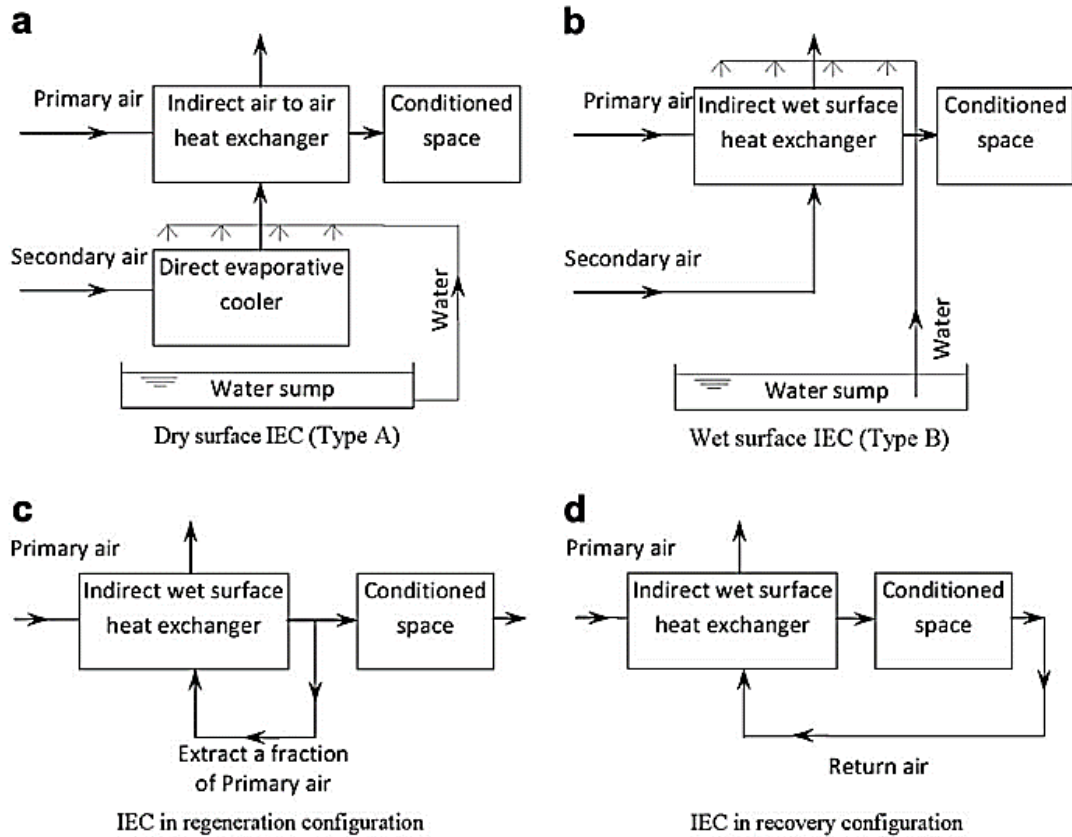 a
Primary air
Indirect air to air
heat exchanger
Conditioned
space
Secondary air
Direct evaporative
cooler
Water
Water sump
Dry surface IEC (Type A)
b
Primary air
Indirect wet surface
heat exchanger
Conditioned
space
Secondary air
Water
Water sump
Wet surface IEC (Type B)
c
Primary air
Indirect wet surface
heat exchanger
Conditioned
space
Extract a fraction
of Primary air
IEC in regeneration configuration
d
Primary air
Indirect wet surface
heat exchanger
Conditioned
space
Return air
IEC in recovery configuration